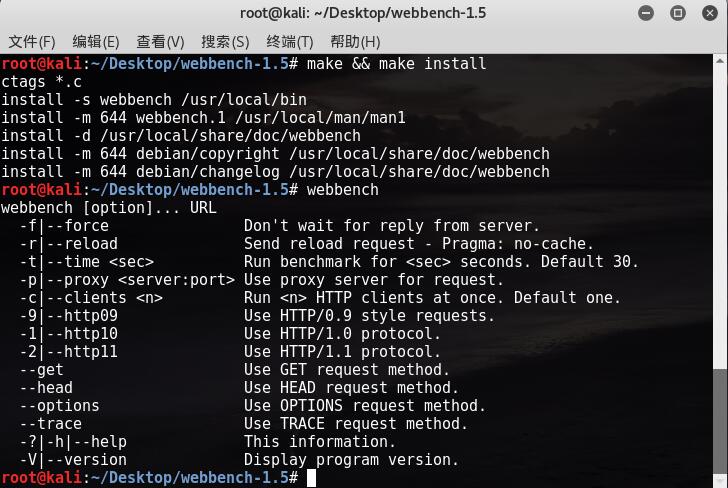 root@kali: ~/Desktop/webbench-1.5
文件(F) 编辑(E) 查看(V) 搜索(S) 终端(T) 帮助(H)
root@kali:~/Desktop/webbench-1.5# make && make install
ctags *.c
install -s webbench /usr/local/bin
install -m 644 webbench.1 /usr/local/man/man1
install -d /usr/local/share/doc/webbench
install -m 644 debian/copyright /usr/local/share/doc/webbench
install -m 644 debian/changelog /usr/local/share/doc/webbench
root@kali:~/Desktop/webbench-1.5# webbench
webbench [option]... URL
  -f|--force               Don't wait for reply from server.
  -r|--reload              Send reload request - Pragma: no-cache.
  -t|--time <sec>          Run benchmark for <sec> seconds. Default 30.
  -p|--proxy <server:port> Use proxy server for request.
  -c|--clients <n>         Run <n> HTTP clients at once. Default one.
  -9|--http09              Use HTTP/0.9 style requests.
  -1|--http10              Use HTTP/1.0 protocol.
  -2|--http11              Use HTTP/1.1 protocol.
  --get                    Use GET request method.
  --head                   Use HEAD request method.
  --options                Use OPTIONS request method.
  --trace                  Use TRACE request method.
  -?|-h|--help             This information.
  -V|--version             Display program version.
root@kali:~/Desktop/webbench-1.5#